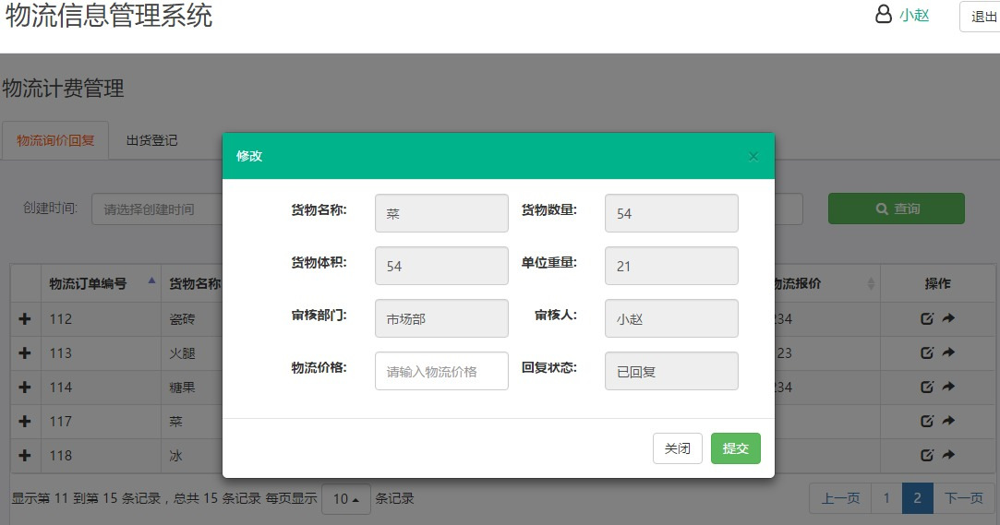 物流信息管理系统
小赵
退出
物流计费管理
物流询价回复 出货登记
修改 ×
创建时间: 请选择创建时间
查询
货物名称: 菜 货物数量: 54
货物体积: 54 单位重量: 21
审核部门: 市场部 审核人: 小赵
物流价格: 请输入物流价格 回复状态: 已回复
关闭 提交
物流订单编号 货物名称 物流报价 操作
112 瓷砖 234
113 火腿 123
114 糖果 234
117 菜
118 冰
显示第 11 到第 15 条记录，总共 15 条记录 每页显示 10 条记录
上一页 1 2 下一页